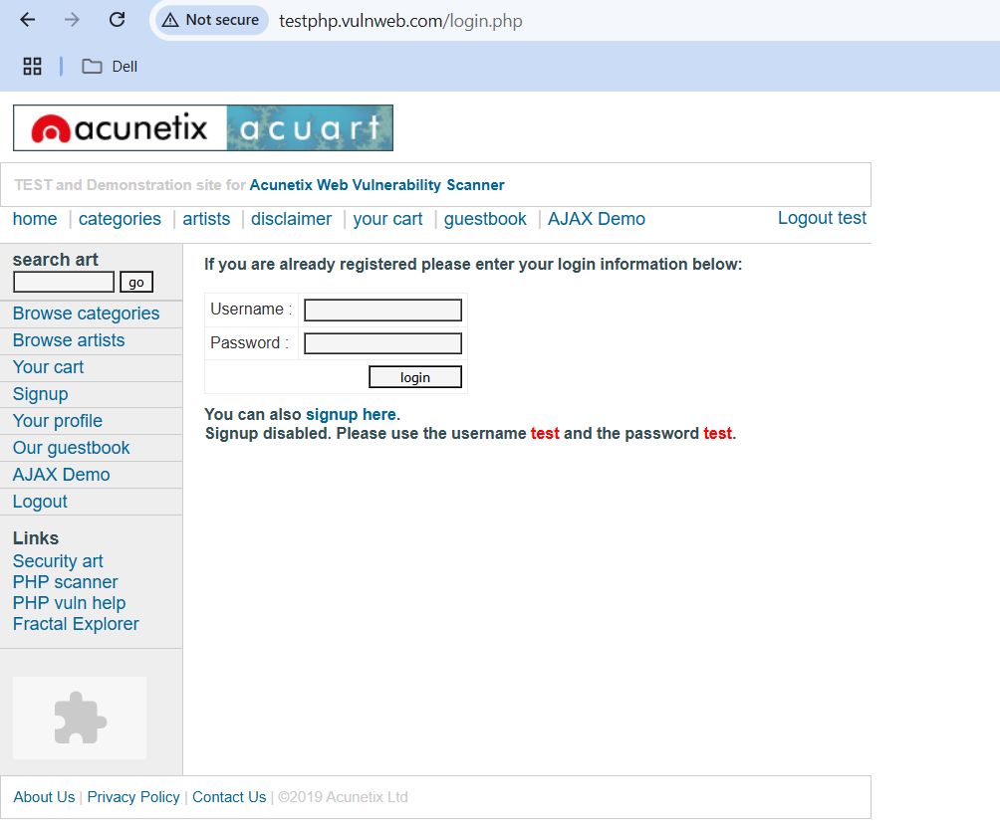 Not secure testphp.vulnweb.com/login.php
Dell
acunetix acuart
TEST and Demonstration site for Acunetix Web Vulnerability Scanner
home | categories | artists | disclaimer | your cart | guestbook | AJAX Demo Logout test
search art
go
Browse categories
Browse artists
Your cart
Signup
Your profile
Our guestbook
AJAX Demo
Logout
Links
Security art
PHP scanner
PHP vuln help
Fractal Explorer
If you are already registered please enter your login information below:
Username :
Password :
login
You can also signup here.
Signup disabled. Please use the username test and the password test.
About Us | Privacy Policy | Contact Us | ©2019 Acunetix Ltd